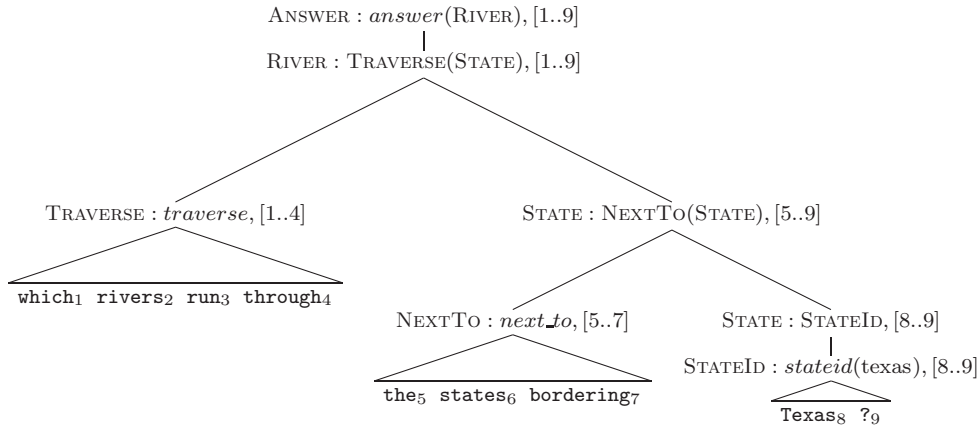 ANSWER : answer(RIVER), [1..9]
RIVER : TRAVERSE(STATE), [1..9]
TRAVERSE : traverse, [1..4]
STATE : NEXTTO(STATE), [5..9]
which₁ rivers₂ run₃ through₄
NEXTTO : next_to, [5..7]
STATE : STATEID, [8..9]
STATEID : stateid(texas), [8..9]
the₅ states₆ bordering₇
Texas₈ ?₉